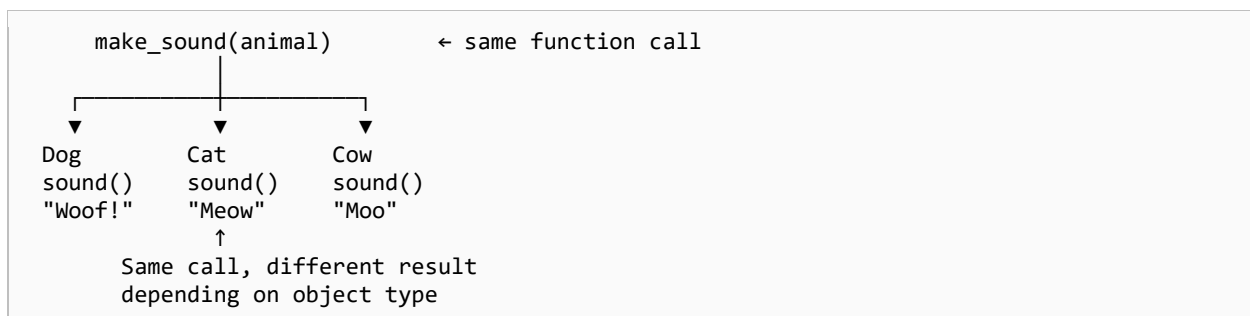 make_sound(animal) ← same function call
▼ ▼ ▼
Dog Cat Cow
sound() sound() sound()
"Woof!" "Meow" "Moo"
↑
Same call, different result
depending on object type